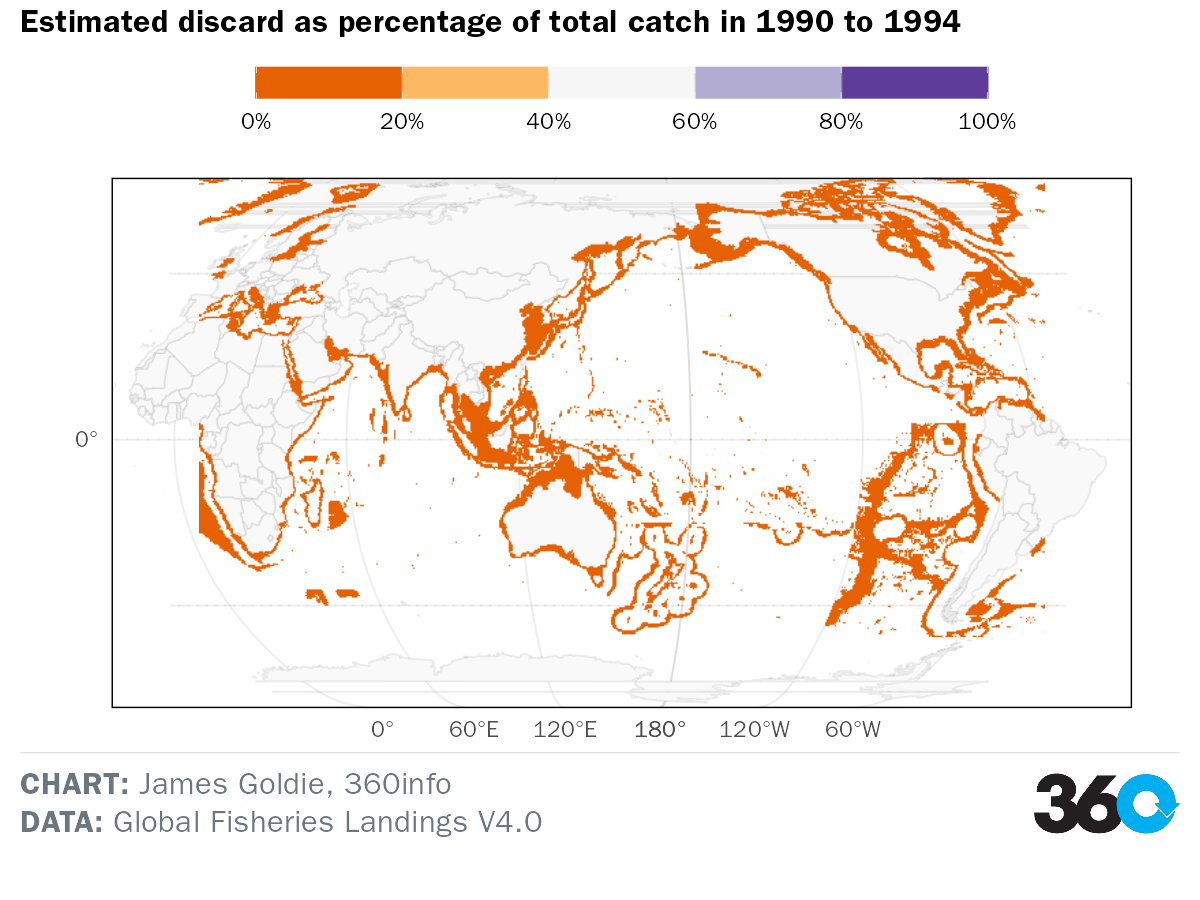 Estimated discard as percentage of total catch in 1990 to 1994
0% 20% 40% 60% 80% 100%
0°
0° 60°E 120°E 180° 120°W 60°W
CHART: James Goldie, 360info
DATA: Global Fisheries Landings V4.0
360